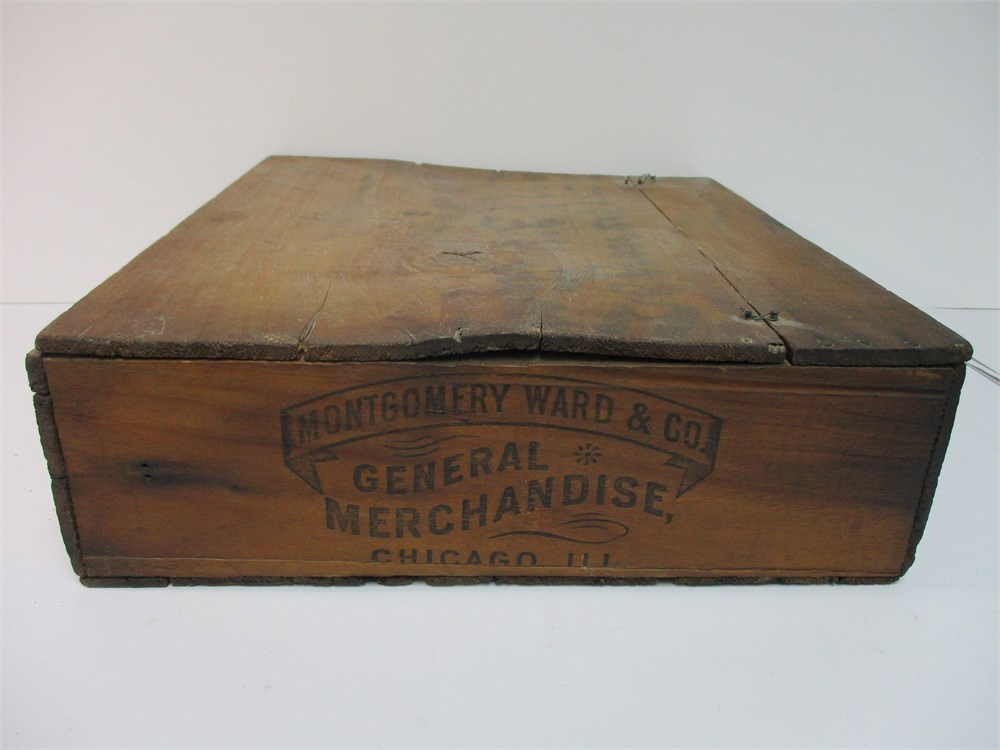 MONTGOMERY WARD & CO.
GENERAL
MERCHANDISE,
CHICAGO, ILL.